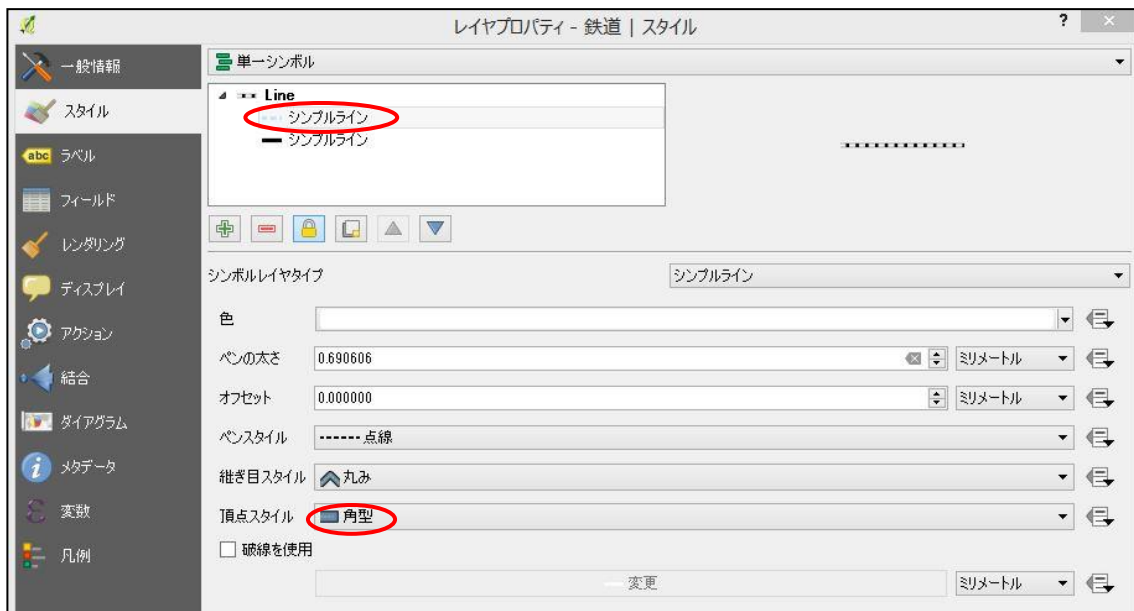 レイヤプロパティ - 鉄道 | スタイル
?
一般情報
スタイル
abc ラベル
フィールド
レンダリング
ディスプレイ
アクション
結合
ダイアグラム
メタデータ
変数
凡例
単一シンボル
Line
シンプルライン
シンプルライン
シンボルレイヤタイプ シンプルライン
色
ペンの太さ 0.690606 ミリメートル
オフセット 0.000000 ミリメートル
ペンスタイル 点線
継ぎ目スタイル 丸み
頂点スタイル 角型
破線を使用
変更 ミリメートル